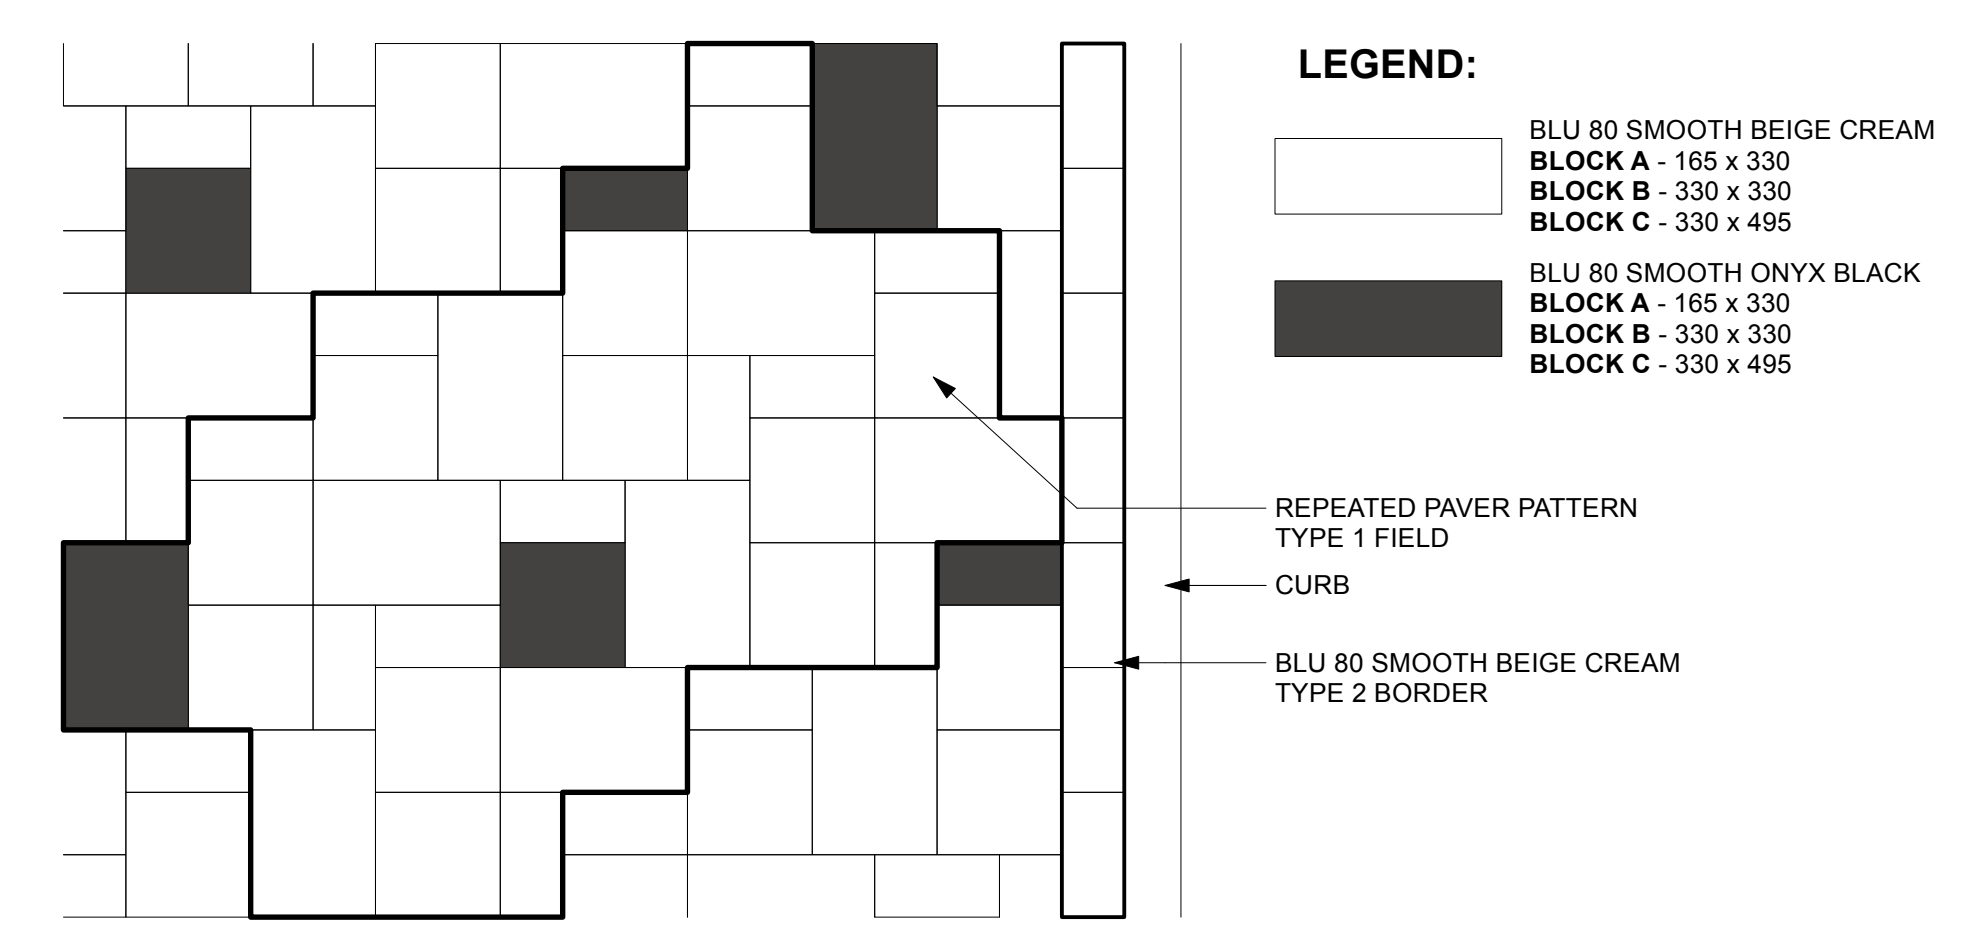 LEGEND:
BLU 80 SMOOTH BEIGE CREAM
BLOCK A - 165 x 330
BLOCK B - 330 x 330
BLOCK C - 330 x 495
BLU 80 SMOOTH ONYX BLACK
BLOCK A - 165 x 330
BLOCK B - 330 x 330
BLOCK C - 330 x 495
REPEATED PAVER PATTERN
TYPE 1 FIELD
CURB
BLU 80 SMOOTH BEIGE CREAM
TYPE 2 BORDER